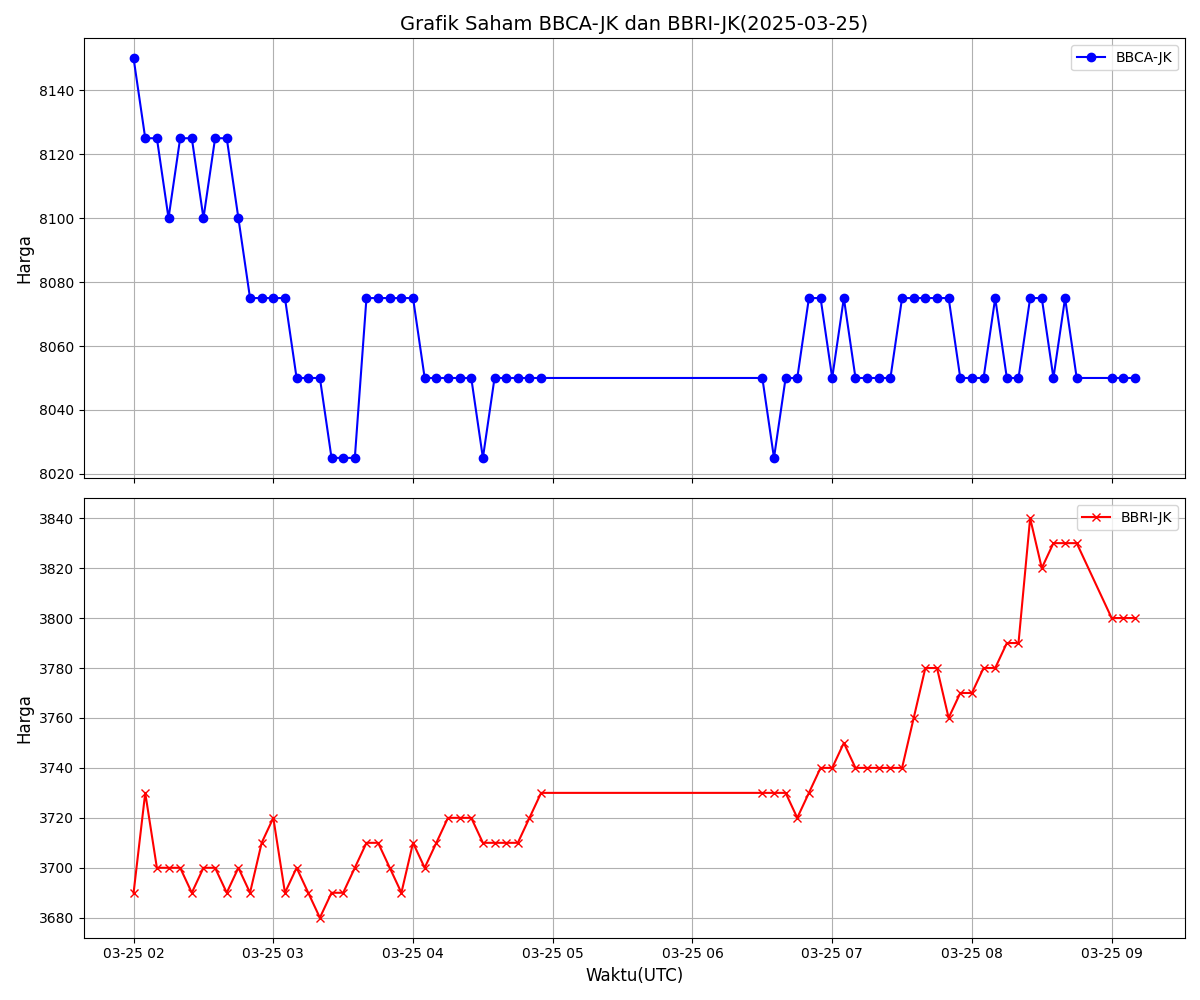 Grafik Saham BBCA-JK dan BBRI-JK(2025-03-25)
BBCA-JK
8140
8120
8100
8080
8060
8040
8020
Harga
BBRI-JK
3840
3820
3800
3780
3760
3740
3720
3700
3680
Harga
03-25 02 03-25 03 03-25 04 03-25 05 03-25 06 03-25 07 03-25 08 03-25 09
Waktu(UTC)